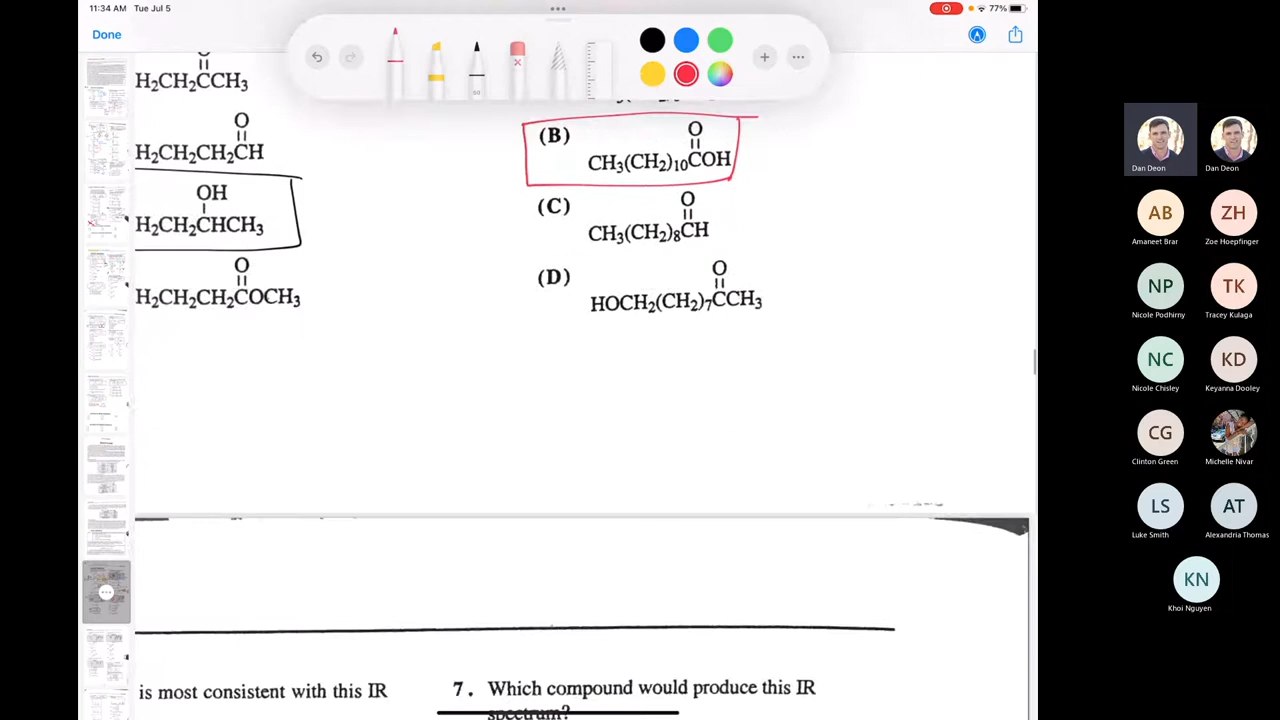 11:34 AM Tue Jul 5
77%
Done
O
H₂CH₂CCH₃
O
H₂CH₂CH₂CH
OH
H₂CH₂CHCH₃
O
H₂CH₂CH₂COCH₃
(B)
O
CH₃(CH₂)₁₀COH
(C)
O
CH₃(CH₂)₈CH
(D)
O
HOCH₂(CH₂)₇CCH₃
is most consistent with this IR
7. Which compound would produce this IR
spectrum?
Dan Deon
Dan Deon
AB
Amaneet Brar
ZH
Zoe Hoepfinger
NP
Nicole Podhirny
TK
Tracey Kulaga
NC
Nicole Chisley
KD
Keyanna Dooley
CG
Clinton Green
Michelle Nivar
LS
Luke Smith
AT
Alexandria Thomas
KN
Khoi Nguyen